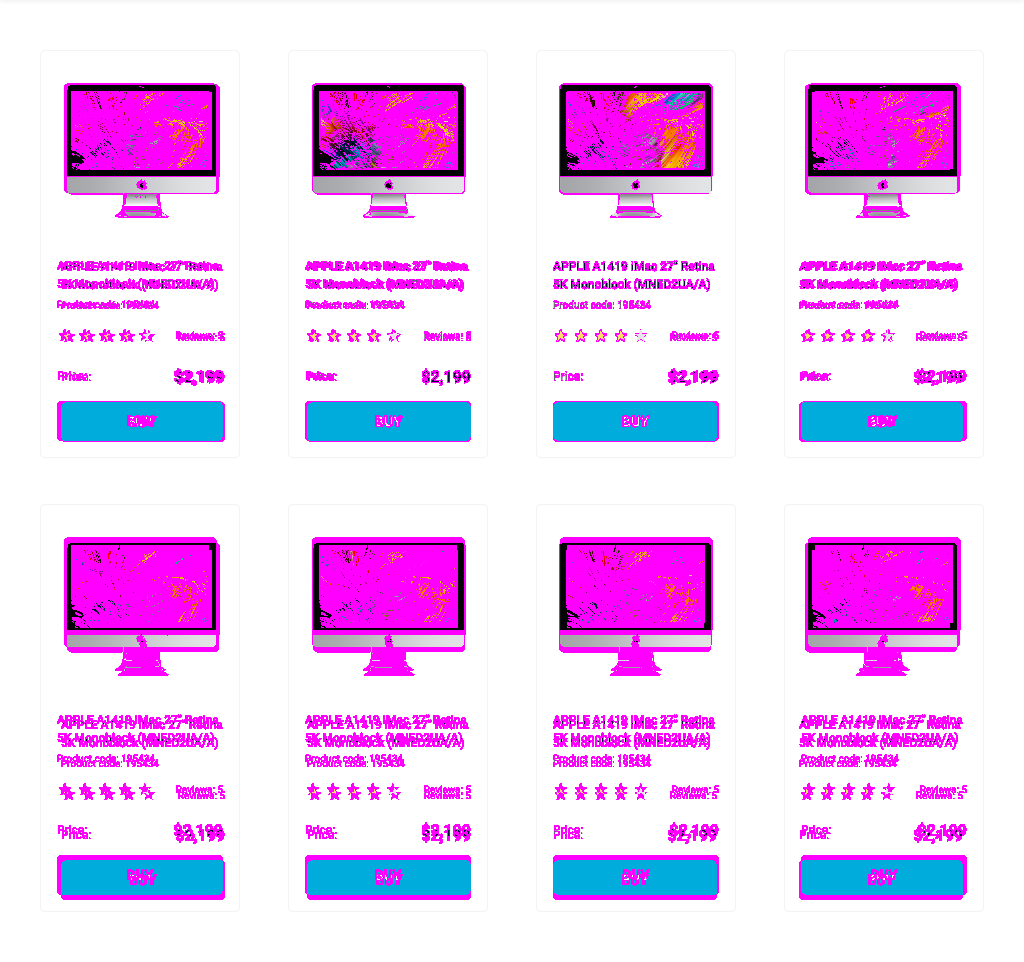 APPLE A1419 iMac 27" Retina
5K Monoblock (MNED2UA/A)
Product code: 195434
Reviews: 5
Price: $2,199
BUY
APPLE A1419 iMac 27" Retina
5K Monoblock (MNED2UA/A)
Product code: 195434
Reviews: 5
Price: $2,199
BUY
APPLE A1419 iMac 27" Retina
5K Monoblock (MNED2UA/A)
Product code: 195434
Reviews: 5
Price: $2,199
BUY
APPLE A1419 iMac 27" Retina
5K Monoblock (MNED2UA/A)
Product code: 195434
Reviews: 5
Price: $2,199
BUY
APPLE A1419 iMac 27" Retina
5K Monoblock (MNED2UA/A)
Product code: 195434
Reviews: 5
Price: $2,199
BUY
APPLE A1419 iMac 27" Retina
5K Monoblock (MNED2UA/A)
Product code: 195434
Reviews: 5
Price: $2,199
BUY
APPLE A1419 iMac 27" Retina
5K Monoblock (MNED2UA/A)
Product code: 195434
Reviews: 5
Price: $2,199
BUY
APPLE A1419 iMac 27" Retina
5K Monoblock (MNED2UA/A)
Product code: 195434
Reviews: 5
Price: $2,199
BUY